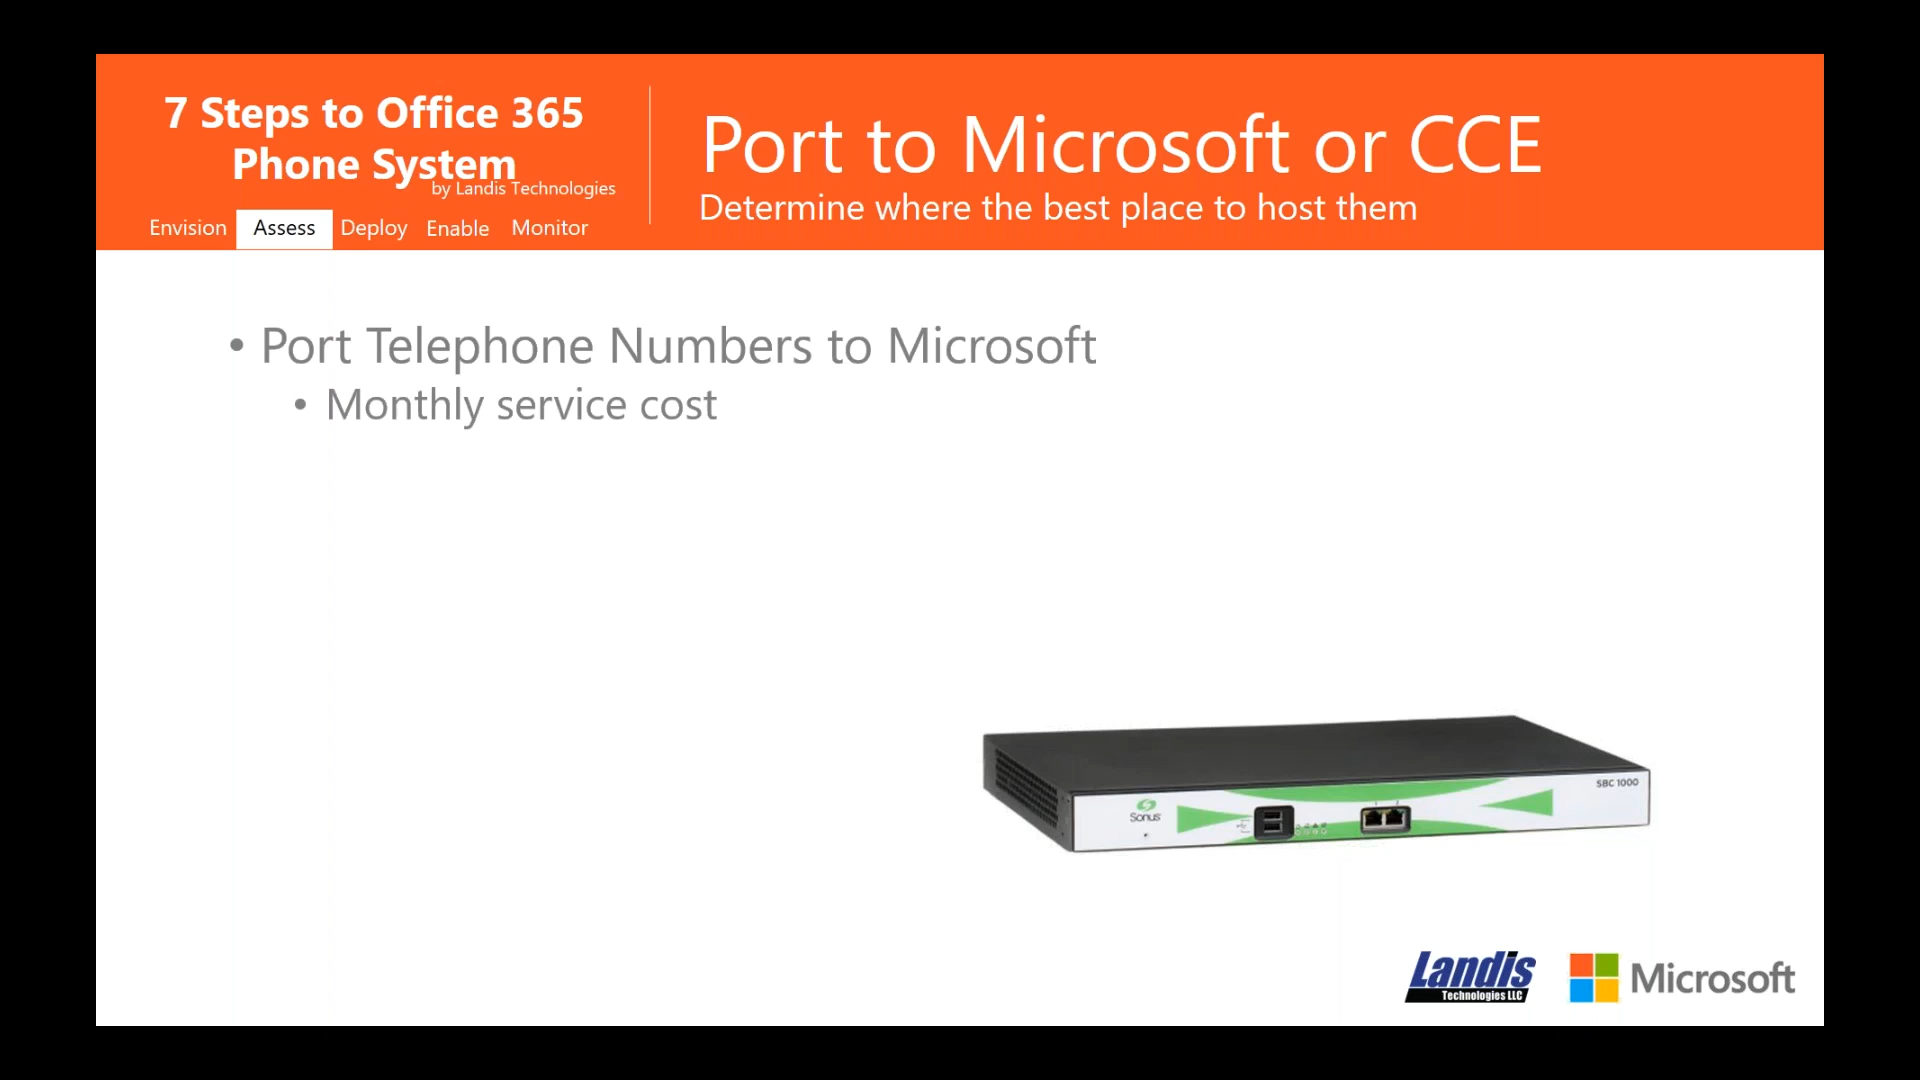 7 Steps to Office 365
Phone System
by Landis Technologies
Envision Assess Deploy Enable Monitor
Port to Microsoft or CCE
Determine where the best place to host them
• Port Telephone Numbers to Microsoft
• Monthly service cost
SBC 1000
Sonus
Landis
Technologies LLC
Microsoft